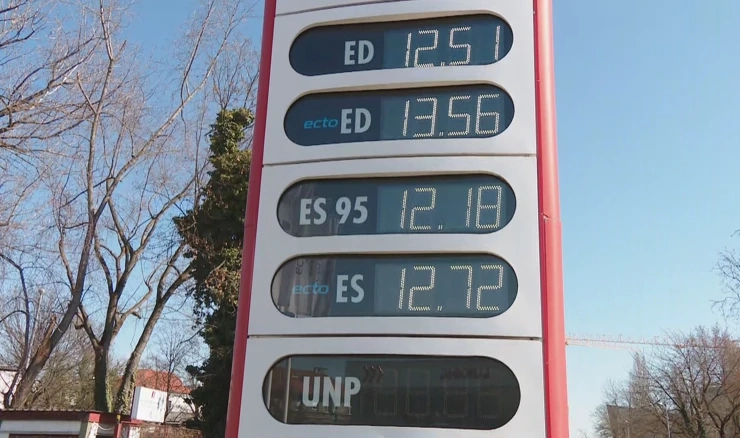 ED 12.51
ecto ED 13.56
ES 95 12.18
ecto ES 12.72
UNP